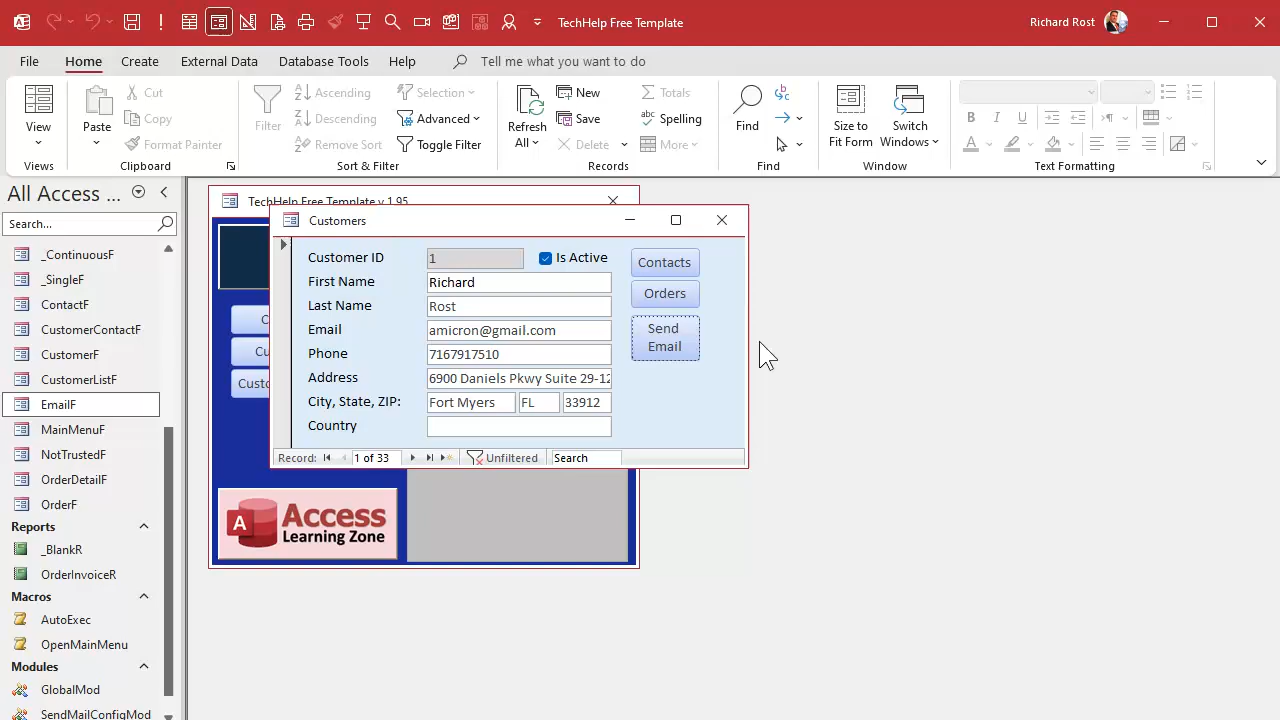 TechHelp Free Template
Richard Rost
File
Home
Create
External Data
Database Tools
Help
Tell me what you want to do
View
Views
Paste
Cut
Copy
Format Painter
Clipboard
Filter
Ascending
Descending
Remove Sort
Selection
Advanced
Toggle Filter
Sort & Filter
Refresh
All
New
Save
Delete
Totals
Spelling
More
Records
Find
Find
Size to
Fit Form
Switch
Windows
Window
B
I
U
A
Text Formatting
All Access ...
Search...
_ContinuousF
_SingleF
ContactF
CustomerContactF
CustomerF
CustomerListF
EmailF
MainMenuF
NotTrustedF
OrderDetailF
OrderF
Reports
_BlankR
OrderInvoiceR
Macros
AutoExec
OpenMainMenu
Modules
GlobalMod
SendMailConfigMod
TechHelp Free Template v 1.95
C
Cu
Custo
A
Access
Learning Zone
Customers
Customer ID
1
Is Active
First Name
Richard
Last Name
Rost
Email
amicron@gmail.com
Phone
7167917510
Address
6900 Daniels Pkwy Suite 29-12
City, State, ZIP:
Fort Myers
FL
33912
Country
Contacts
Orders
Send
Email
Record:
1 of 33
Unfiltered
Search